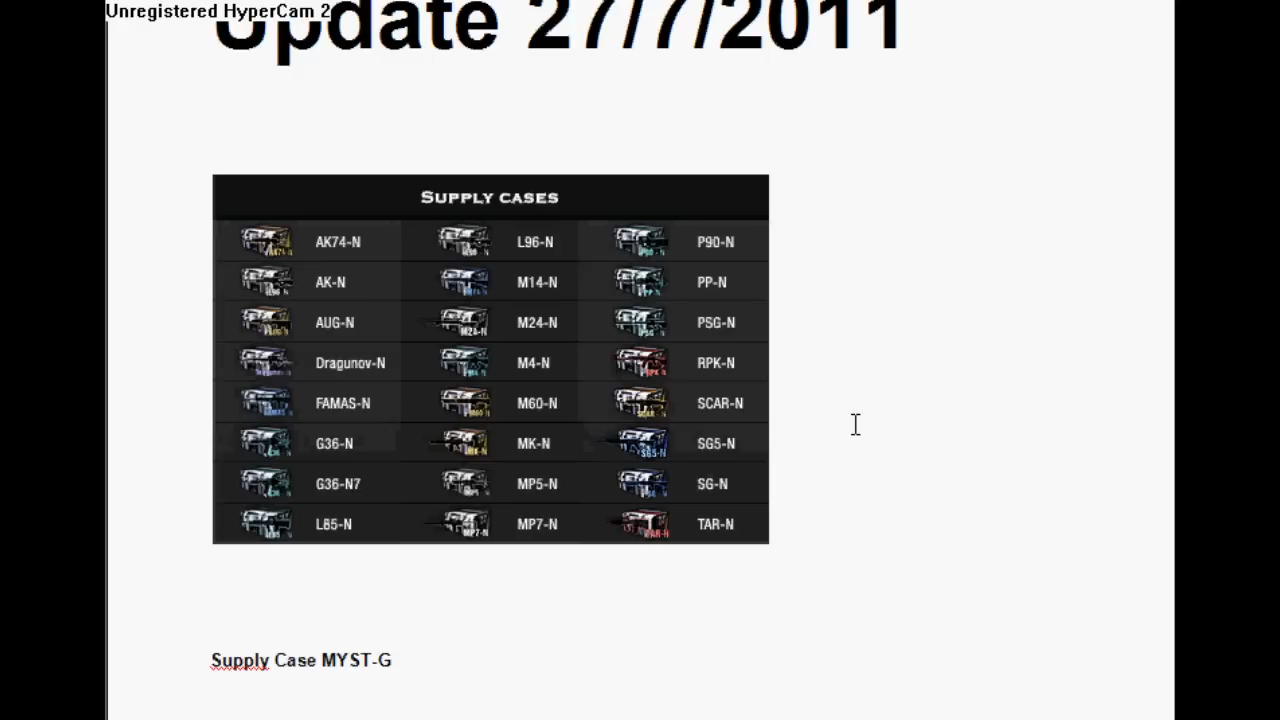 Unregistered HyperCam 2
Update 27/7/2011
SUPPLY CASES
AK74-N L96-N P90-N
AK-N M14-N PP-N
AUG-N M24-N PSG-N
Dragunov-N M4-N RPK-N
FAMAS-N M60-N SCAR-N
G36-N MK-N SG5-N
G36-N7 MP5-N SG-N
L85-N MP7-N TAR-N
Supply Case MYST-G